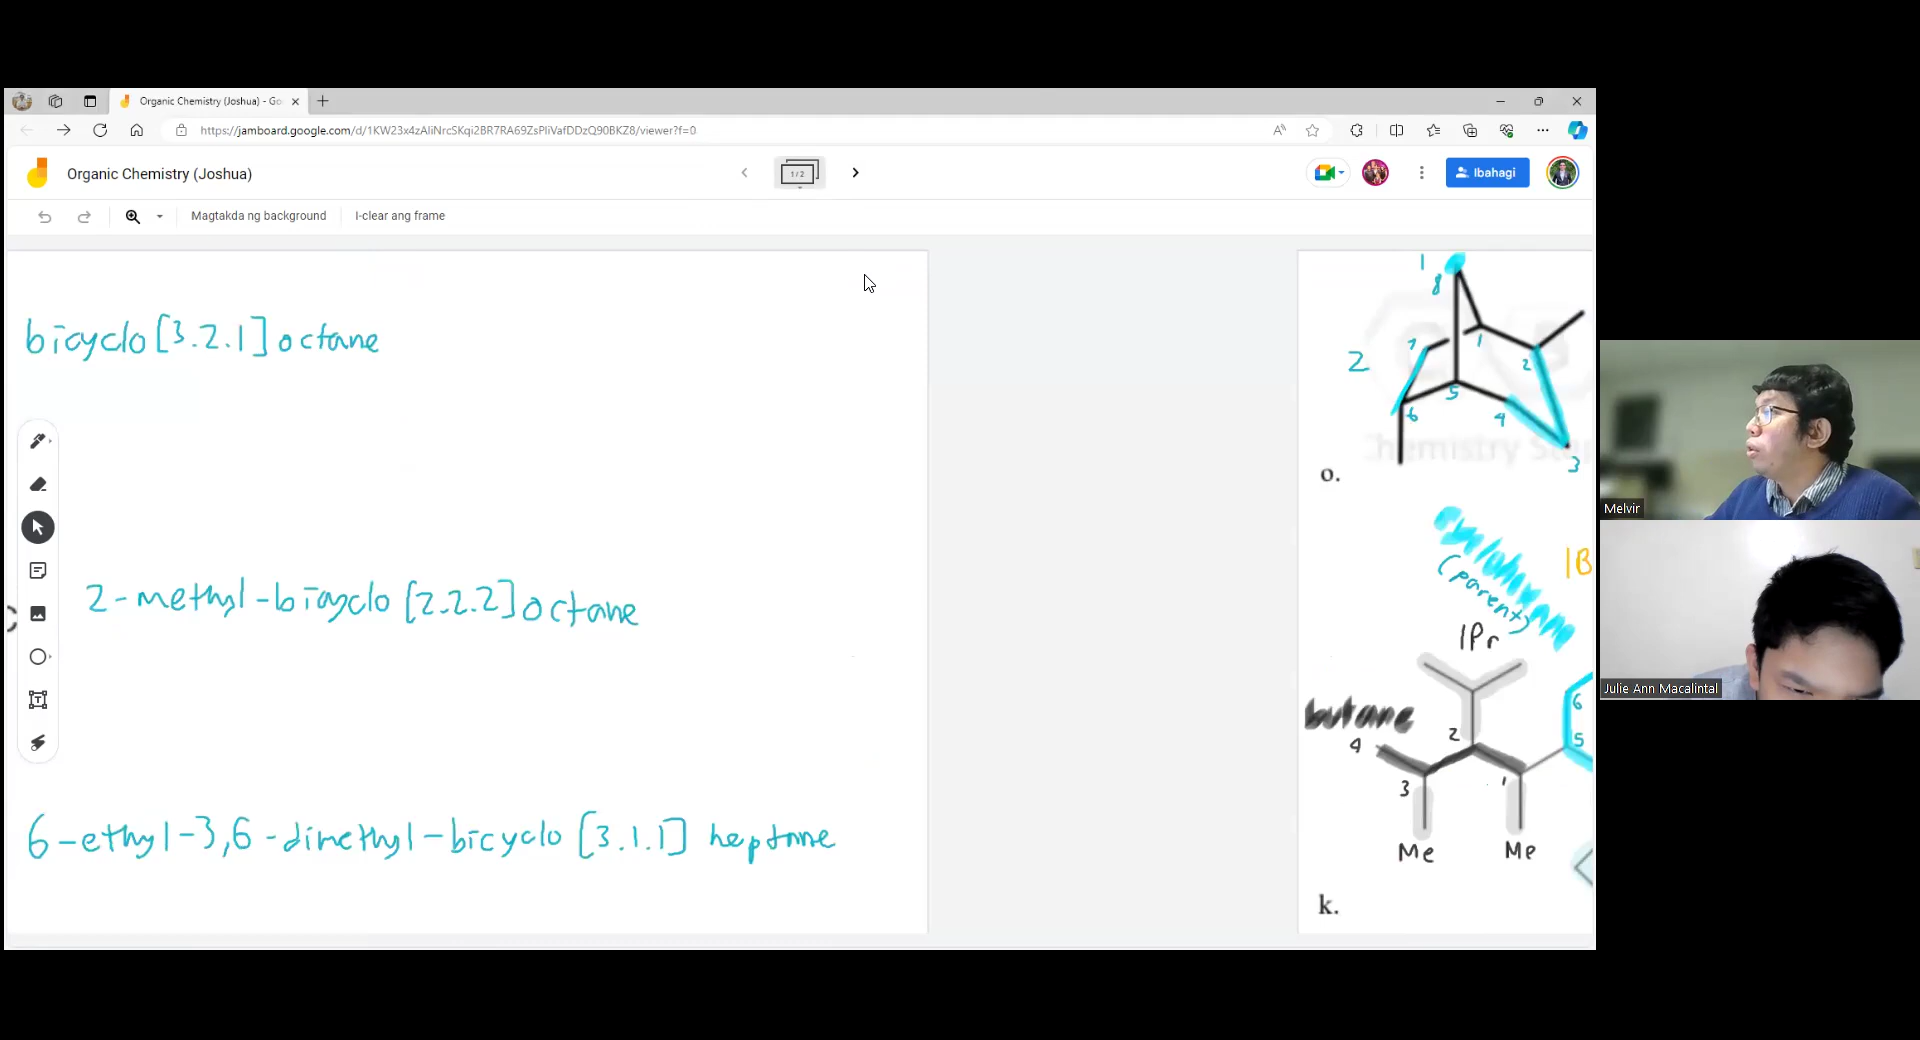 Organic Chemistry (Joshua) - Go
https://jamboard.google.com/d/1KW23x4zAliNrcSKqi2BR7RA69ZsPliVafDDzQ90BKZ8/viewer?f=0
Organic Chemistry (Joshua)
1/2
Ibahagi
Magtakda ng background
I-clear ang frame
bicyclo[3.2.1]octane
2-methyl-bicyclo[2.2.2]octane
6-ethyl-3,6-dimethyl-bicyclo[3.1.1]heptane
1
8
7
1
2
2
5
4
6
3
Chemistry Ste
o.
(parent)
IB
IPr
butane
6
4
2
5
3
1
Me
Me
k.
Melvir
Julie Ann Macalintal